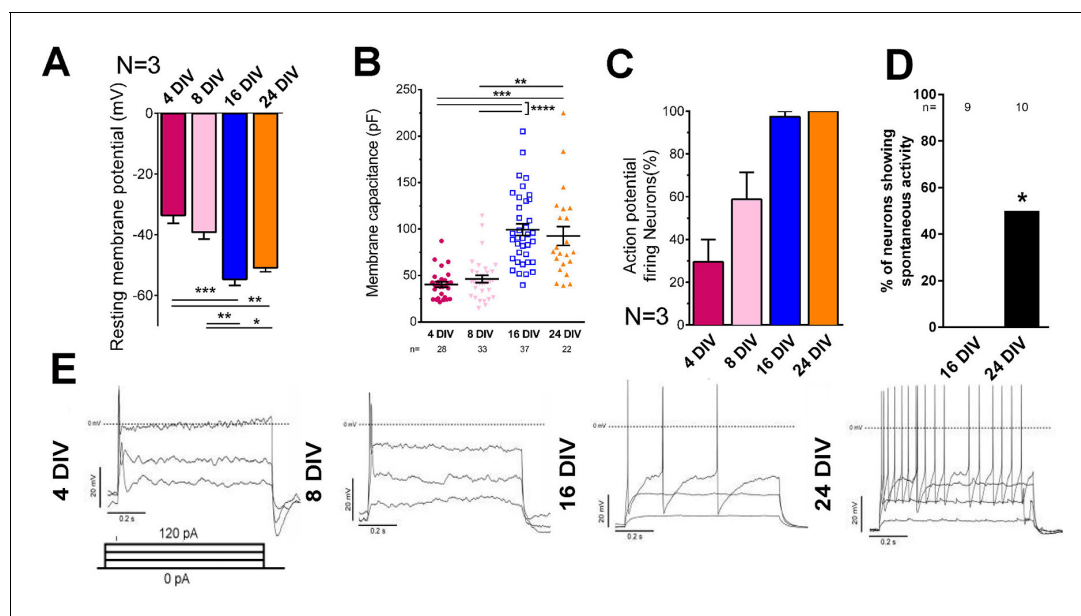 A
N=3
4 DIV
8 DIV
16 DIV
24 DIV
Resting membrane potential (mV)
-0
-20
-40
-60
***
**
**
*
B
Membrane capacitance (pF)
250
200
150
100
50
0
**
***
****
4 DIV 8 DIV 16 DIV 24 DIV
n= 28 33 37 22
C
Action potential
firing Neurons(%)
100
80
60
40
20
0
N=3
4 DIV
8 DIV
16 DIV
24 DIV
D
% of neurons showing
spontaneous activity
100
80
60
40
20
0
n= 9 10
*
16 DIV
24 DIV
E
4 DIV
0 mV
20 mV
0.2 s
120 pA
0 pA
8 DIV
0 mV
20 mV
0.2 s
16 DIV
0 mV
20 mV
0.2 s
24 DIV
0 mV
20 mV
0.2 s